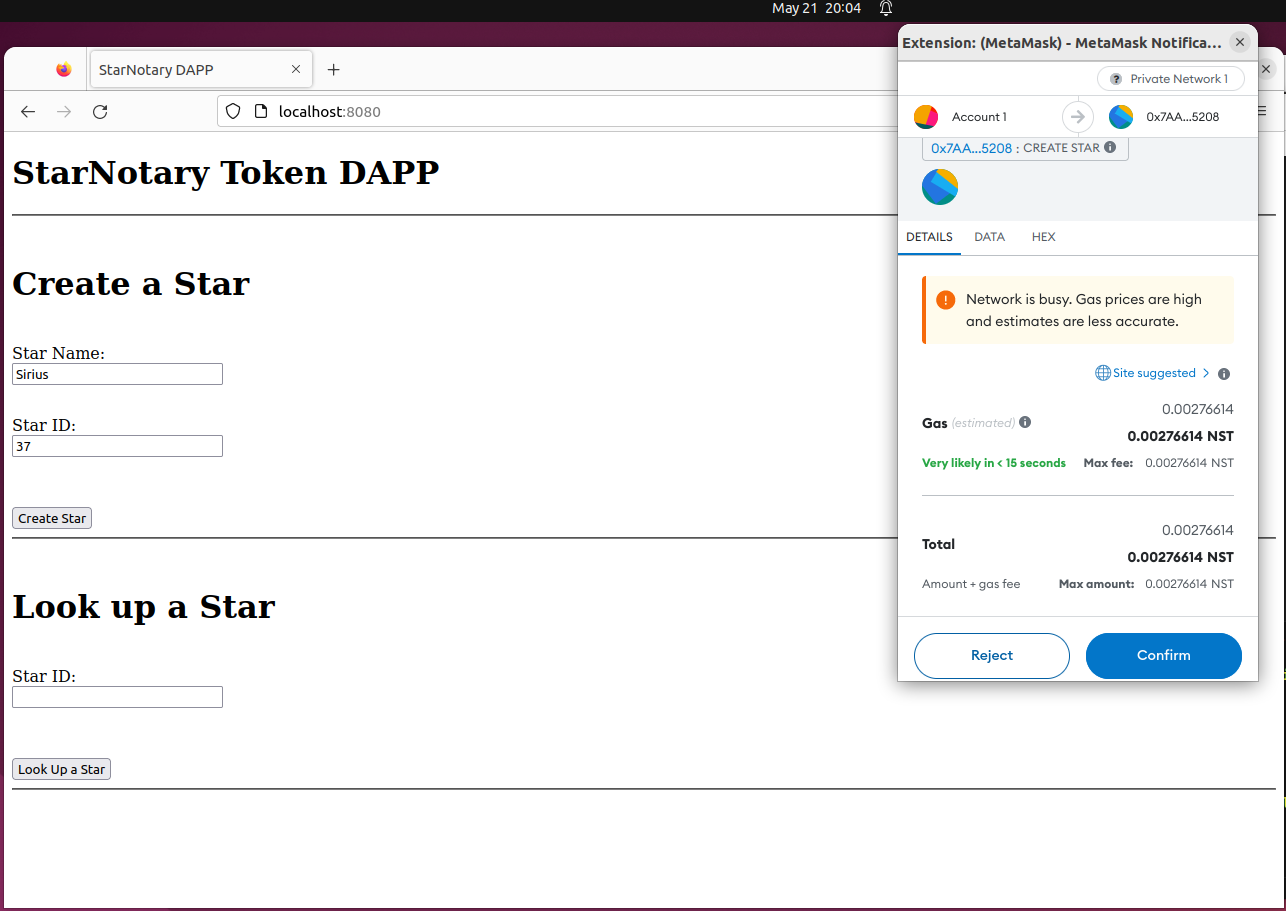 May 21 20:04
StarNotary DAPP
localhost:8080
StarNotary Token DAPP
Create a Star
Star Name:
Sirius
Star ID:
37
Create Star
Look up a Star
Star ID:
Look Up a Star
Extension: (MetaMask) - MetaMask Notifica...
? Private Network 1
Account 1 0x7AA...5208
0x7AA...5208 : CREATE STAR i
DETAILS DATA HEX
! Network is busy. Gas prices are high
and estimates are less accurate.
Site suggested > i
0.00276614
Gas (estimated) i
0.00276614 NST
Very likely in < 15 seconds Max fee: 0.00276614 NST
0.00276614
Total
0.00276614 NST
Amount + gas fee Max amount: 0.00276614 NST
Reject Confirm